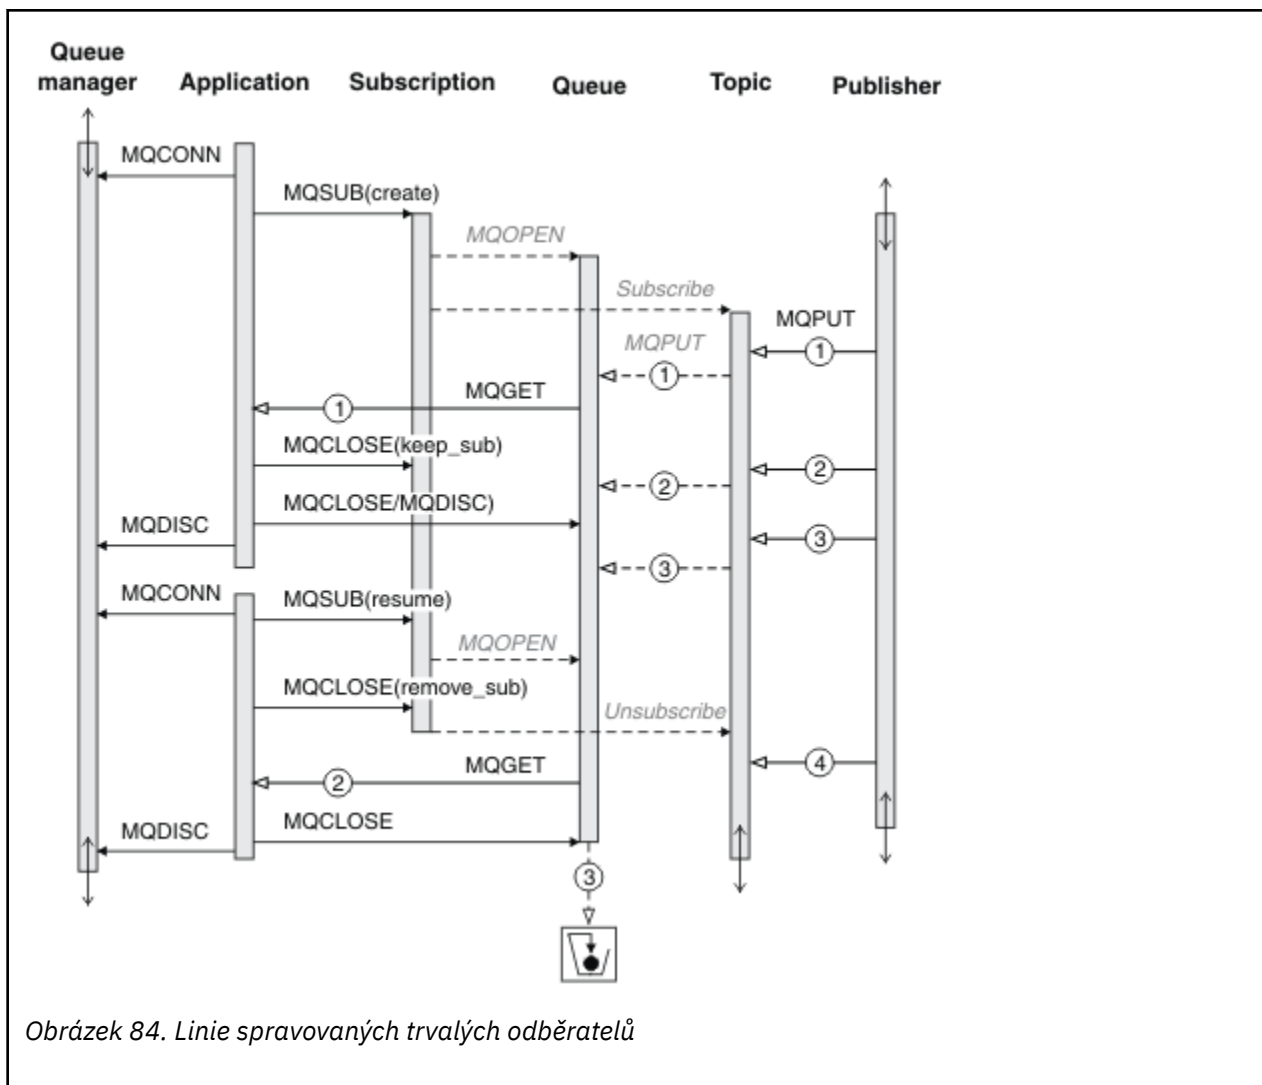 Queue
manager Application Subscription Queue Topic Publisher
MQCONN
MQSUB(create)
MQOPEN
Subscribe
MQPUT
MQPUT
1
1
MQGET
1
MQCLOSE(keep_sub)
2
2
MQCLOSE/MQDISC)
MQDISC
3
3
MQCONN
MQSUB(resume)
MQOPEN
MQCLOSE(remove_sub)
Unsubscribe
MQGET
4
2
MQCLOSE
MQDISC
3
Obrázek 84. Linie spravovaných trvalých odběratelů